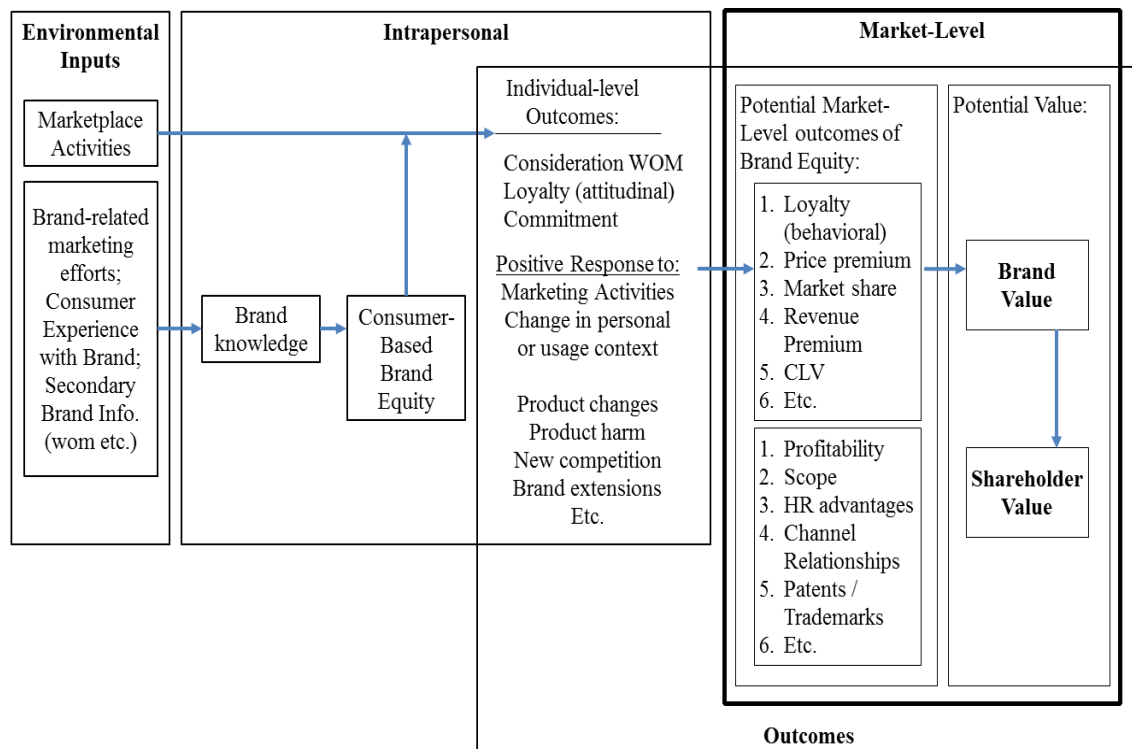 Environmental
Inputs
Marketplace
Activities
Brand-related
marketing
efforts;
Consumer
Experience
with Brand;
Secondary
Brand Info.
(wom etc.)
Intrapersonal
Brand
knowledge
Consumer-
Based
Brand
Equity
Individual-level
Outcomes:
Consideration WOM
Loyalty (attitudinal)
Commitment
Positive Response to:
Marketing Activities
Change in personal
or usage context
Product changes
Product harm
New competition
Brand extensions
Etc.
Market-Level
Potential Market-
Level outcomes of
Brand Equity:
1. Loyalty
(behavioral)
2. Price premium
3. Market share
4. Revenue
Premium
5. CLV
6. Etc.
1. Profitability
2. Scope
3. HR advantages
4. Channel
Relationships
5. Patents /
Trademarks
6. Etc.
Potential Value:
Brand
Value
Shareholder
Value
Outcomes